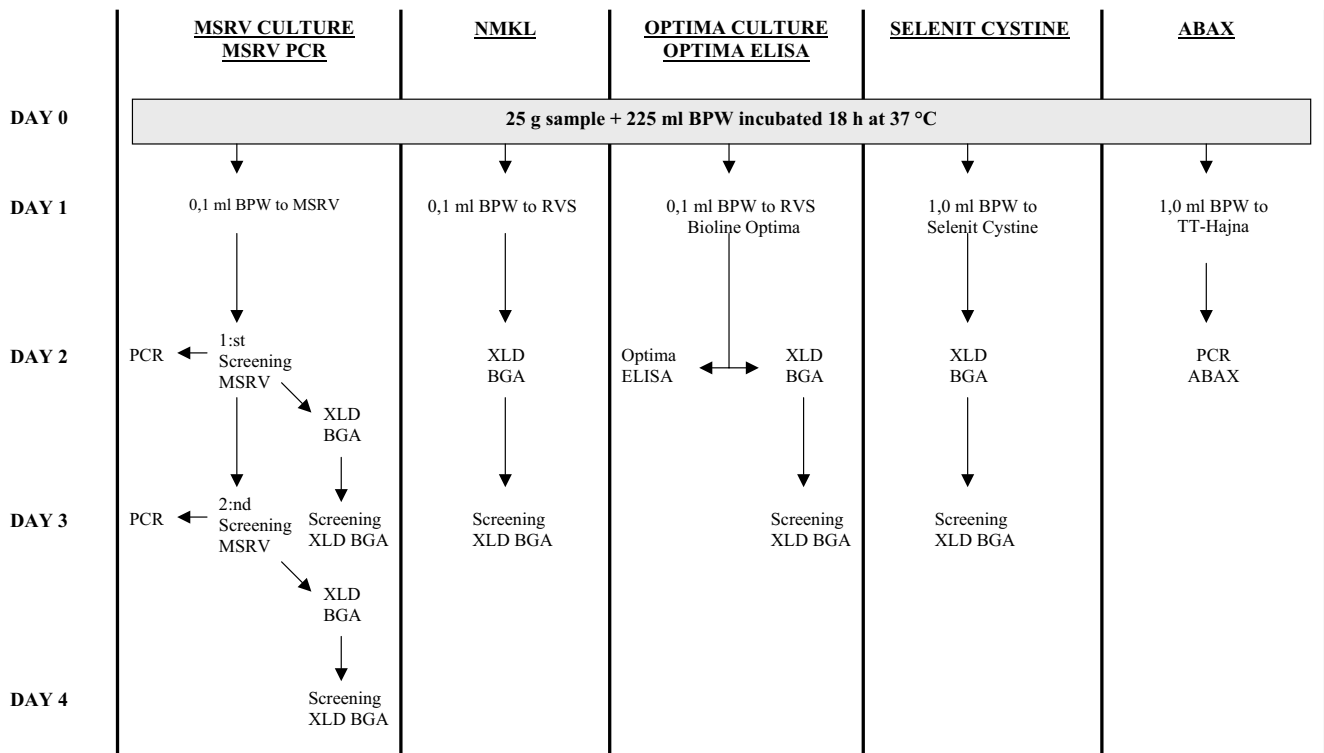 MSRV CULTURE
MSRV PCR
NMKL
OPTIMA CULTURE
OPTIMA ELISA
SELENIT CYSTINE
ABAX
DAY 0
25 g sample + 225 ml BPW incubated 18 h at 37 °C
DAY 1
0,1 ml BPW to MSRV
0,1 ml BPW to RVS
0,1 ml BPW to RVS
Bioline Optima
1,0 ml BPW to
Selenit Cystine
1,0 ml BPW to
TT-Hajna
DAY 2
PCR
1:st
Screening
MSRV
XLD
BGA
XLD
BGA
Optima
ELISA
XLD
BGA
XLD
BGA
PCR
ABAX
DAY 3
PCR
2:nd
Screening
MSRV
Screening
XLD BGA
XLD
BGA
Screening
XLD BGA
Screening
XLD BGA
Screening
XLD BGA
DAY 4
Screening
XLD BGA